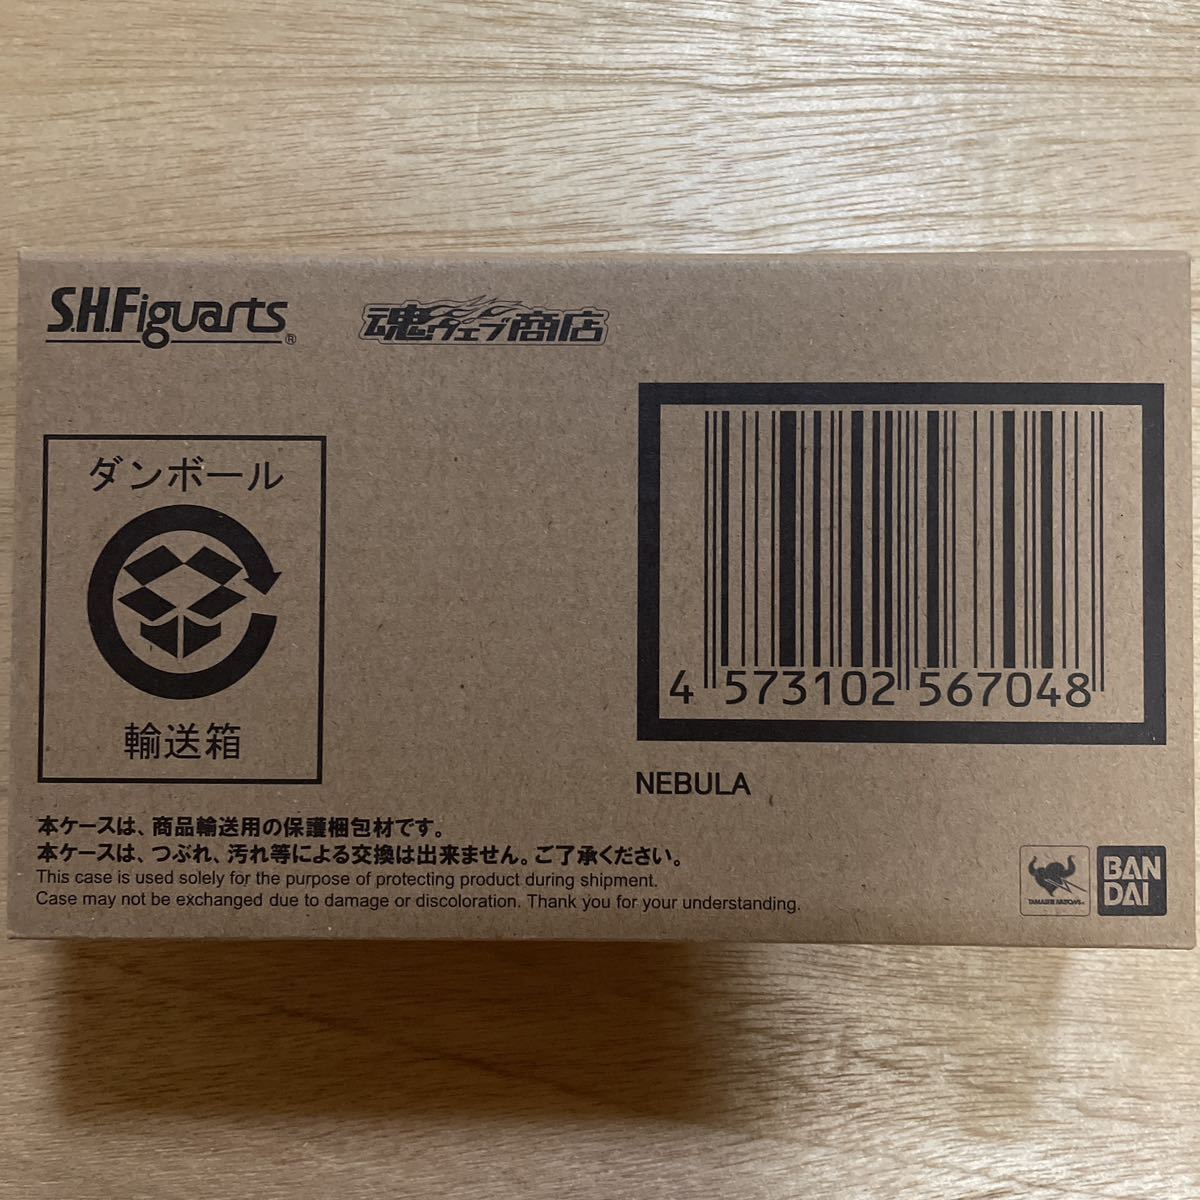 S.H.Figuarts®
魂ウェブ商店
ダンボール
輸送箱
4 573102 567048
NEBULA
本ケースは、商品輸送用の保護梱包材です。
本ケースは、つぶれ、汚れ等による交換は出来ません。ご了承ください。
This case is used solely for the purpose of protecting product during shipment.
Case may not be exchanged due to damage or discoloration. Thank you for your understanding.
TAMASHII NATIONS
BAN
DAI